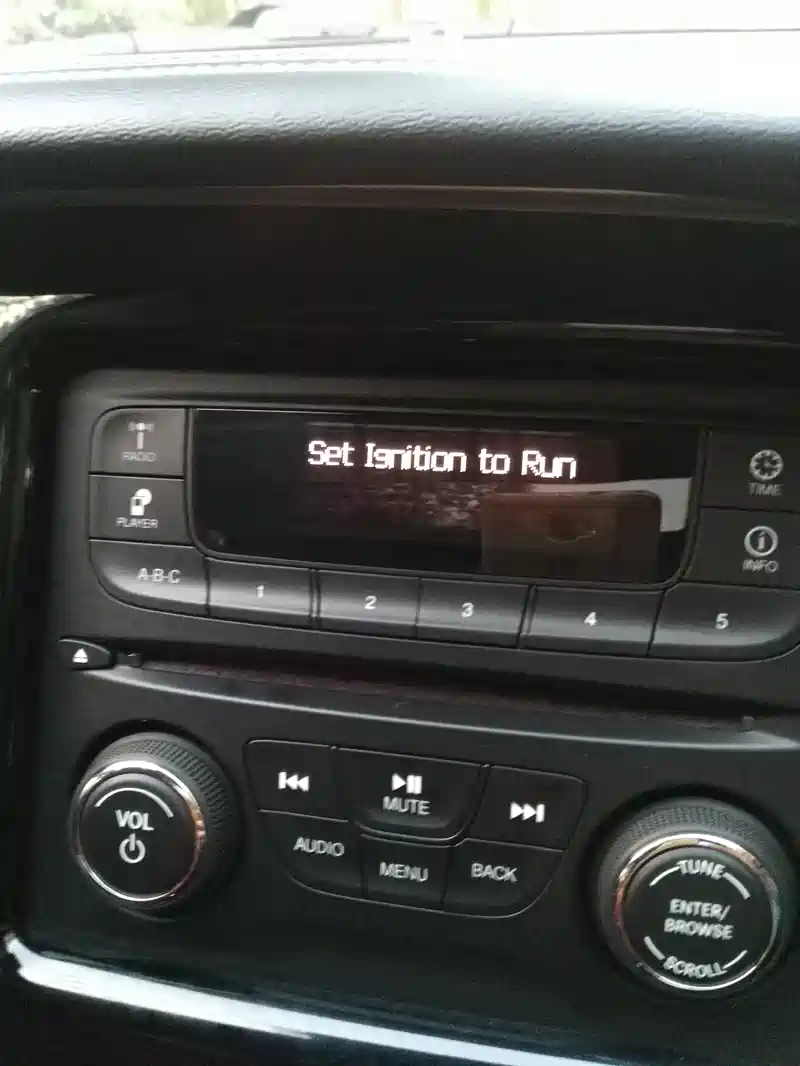 Set Ignition to Run
RADIO
TIME
PLAYER
INFO
A-B-C
1
2
3
4
5
VOL
MUTE
AUDIO
MENU
BACK
TUNE
ENTER/
BROWSE
SCROLL